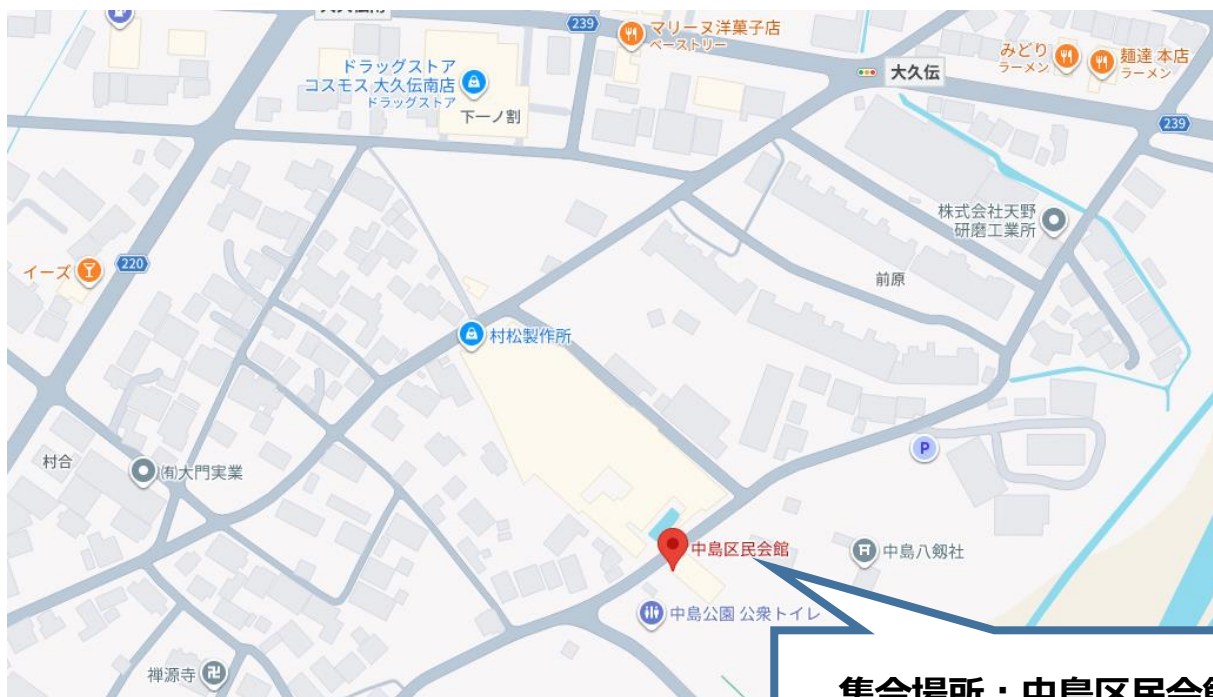 239
マリーヌ洋菓子店
ペーストリー
ドラッグストア
コスモス 大久伝南店
ドラッグストア
下一ノ割
大久伝
みどり
ラーメン
麺達 本店
ラーメン
239
株式会社天野
研磨工業所
イーズ
220
前原
村松製作所
村合
(有)大門実業
P
中島区民会館
中島八剱社
中島公園 公衆トイレ
禅源寺
集合場所：中島区民会館